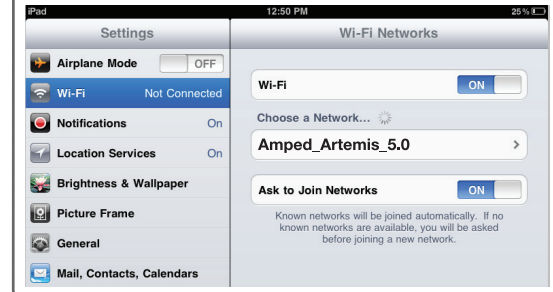 iPad 12:50 PM 25%
Settings
Wi-Fi Networks
Airplane Mode OFF
Wi-Fi Not Connected
Notifications On
Location Services On
Brightness & Wallpaper
Picture Frame
General
Mail, Contacts, Calendars
Wi-Fi ON
Choose a Network...
Amped_Artemis_5.0
Ask to Join Networks ON
Known networks will be joined automatically. If no
known networks are available, you will be asked
before joining a new network.